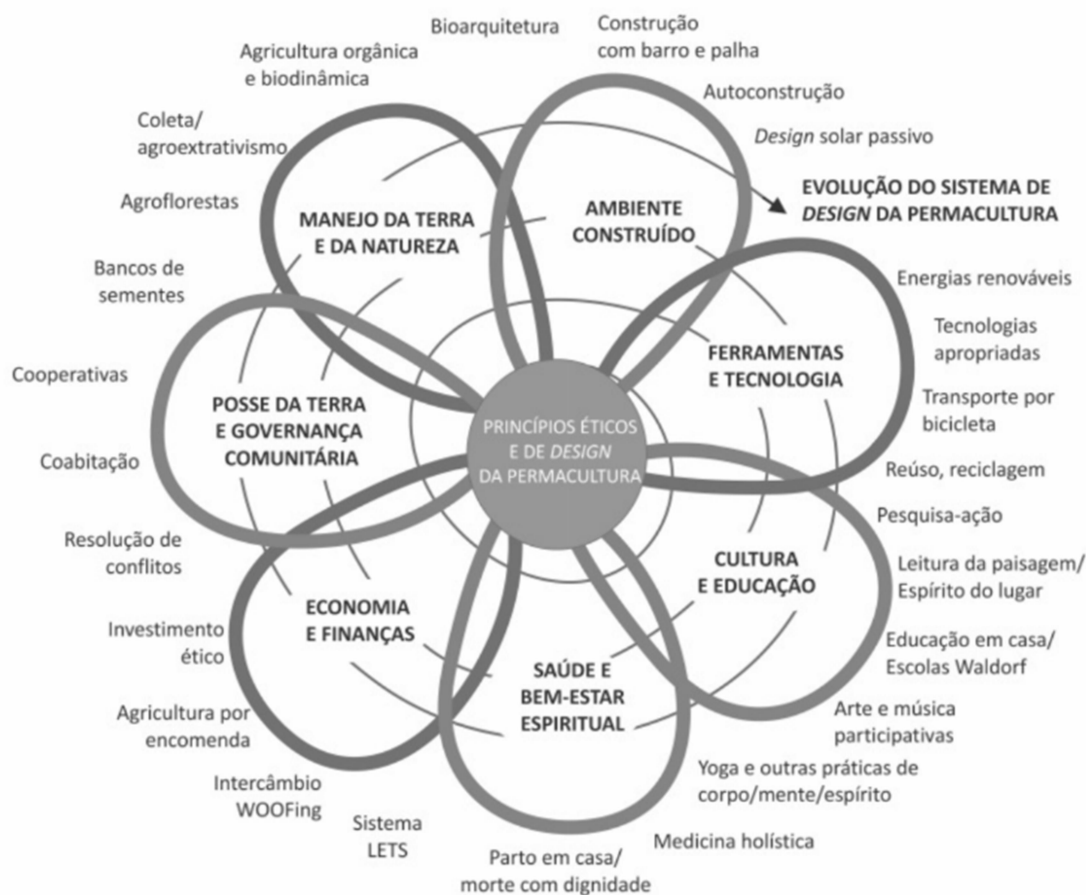 Bioarquitetura
Construção
com barro e palha
Agricultura orgânica
e biodinâmica
Autoconstrução
Coleta/
agroextrativismo
Design solar passivo
EVOLUÇÃO DO SISTEMA DE
DESIGN DA PERMACULTURA
Agroflorestas
MANEJO DA TERRA
E DA NATUREZA
AMBIENTE
CONSTRUÍDO
Bancos de
sementes
Energias renováveis
Tecnologias
apropriadas
FERRAMENTAS
E TECNOLOGIA
Cooperativas
POSSE DA TERRA
E GOVERNANÇA
COMUNITÁRIA
Transporte por
bicicleta
PRINCÍPIOS ÉTICOS
E DE DESIGN
DA PERMACULTURA
Coabitação
Reúso, reciclagem
Pesquisa-ação
Resolução de
conflitos
CULTURA
E EDUCAÇÃO
Leitura da paisagem/
Espírito do lugar
ECONOMIA
E FINANÇAS
Investimento
ético
Educação em casa/
Escolas Waldorf
SAÚDE E
BEM-ESTAR
ESPIRITUAL
Agricultura por
encomenda
Arte e música
participativas
Intercâmbio
WOOFing
Yoga e outras práticas de
corpo/mente/espírito
Sistema
LETS
Medicina holística
Parto em casa/
morte com dignidade